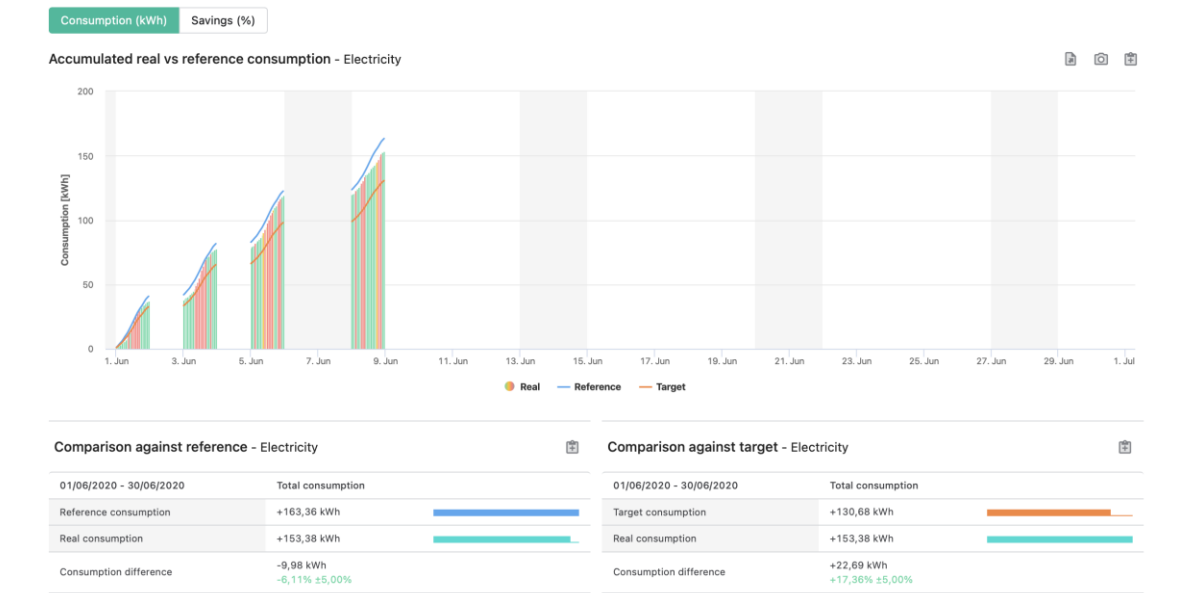 Consumption (kWh) Savings (%)
Accumulated real vs reference consumption - Electricity
200
150
100
50
0
Consumption [kWh]
1. Jun 3. Jun 5. Jun 7. Jun 9. Jun 11. Jun 13. Jun 15. Jun 17. Jun 19. Jun 21. Jun 23. Jun 25. Jun 27. Jun 29. Jun 1. Jul
Real Reference Target
Comparison against reference - Electricity
01/06/2020 - 30/06/2020 Total consumption
Reference consumption +163,36 kWh
Real consumption +153,38 kWh
Consumption difference -9,98 kWh
-6,11% ±5,00%
Comparison against target - Electricity
01/06/2020 - 30/06/2020 Total consumption
Target consumption +130,68 kWh
Real consumption +153,38 kWh
Consumption difference +22,69 kWh
+17,36% ±5,00%